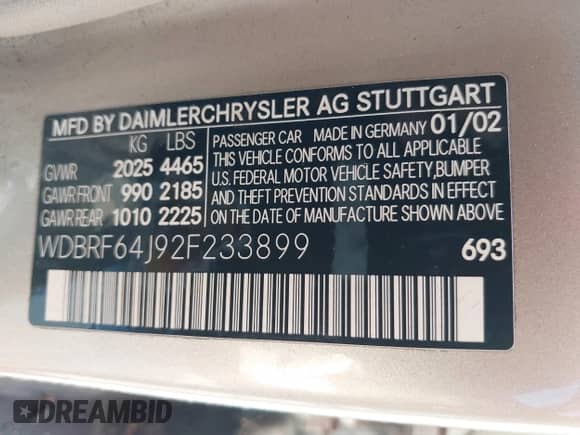 MFD BY DAIMLERCHRYSLER AG STUTTGART
KG LBS
GVWR 2025 4465
GAWR FRONT 990 2185
GAWR REAR 1010 2225
PASSENGER CAR MADE IN GERMANY 01/02
THIS VEHICLE CONFORMS TO ALL APPLICABLE
U.S. FEDERAL MOTOR VEHICLE SAFETY, BUMPER
AND THEFT PREVENTION STANDARDS IN EFFECT
ON THE DATE OF MANUFACTURE SHOWN ABOVE
WDBRF64J92F233899 693
DREAMBID